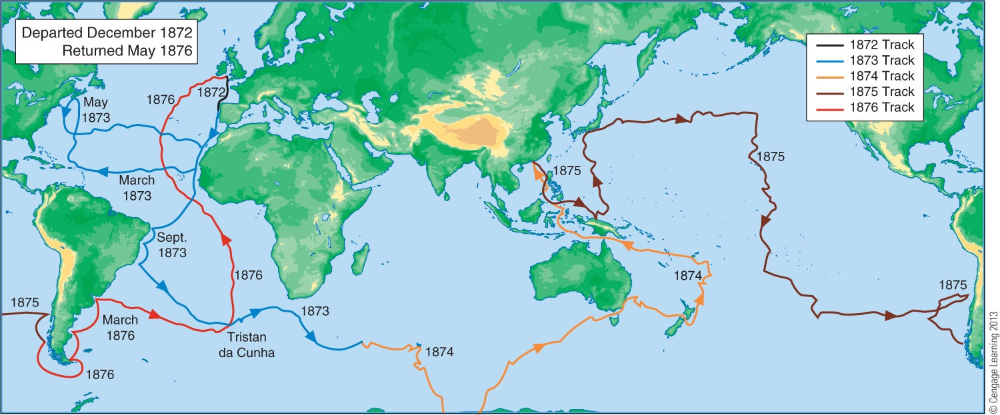 Departed December 1872
Returned May 1876
1872 Track
1873 Track
1874 Track
1875 Track
1876 Track
1872
1876
May
1873
March
1873
Sept.
1873
1876
1873
Tristan
da Cunha
March
1876
1875
1876
1874
1874
1875
1875
1875
© Cengage Learning 2013